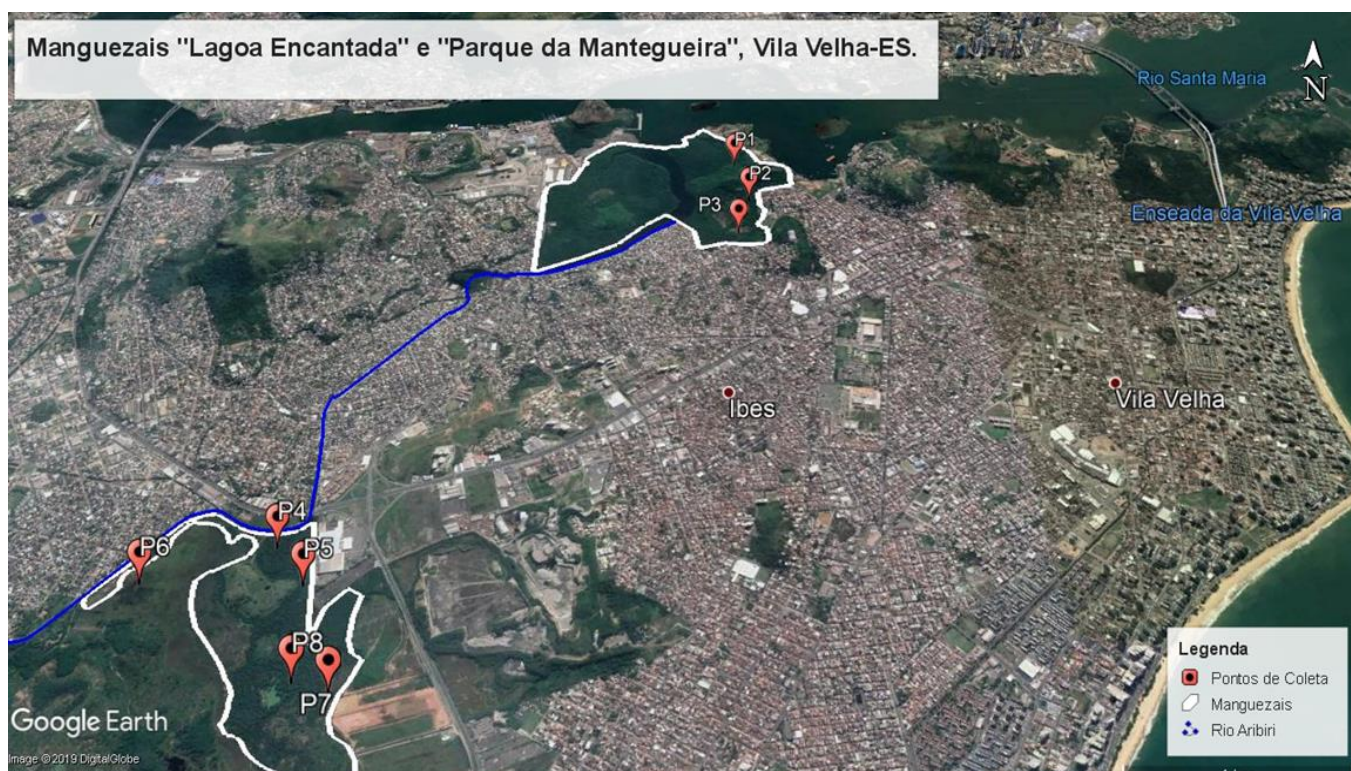 Manguezais "Lagoa Encantada" e "Parque da Mantegueira", Vila Velha-ES.
Rio Santa Maria
N
P1
P2
P3
Enseada da Vila Velha
Ibes
Vila Velha
P4
P6
P5
P8
P7
Legenda
Pontos de Coleta
Manguezais
Rio Aribiri
Google Earth
Image © 2019 DigitalGlobe